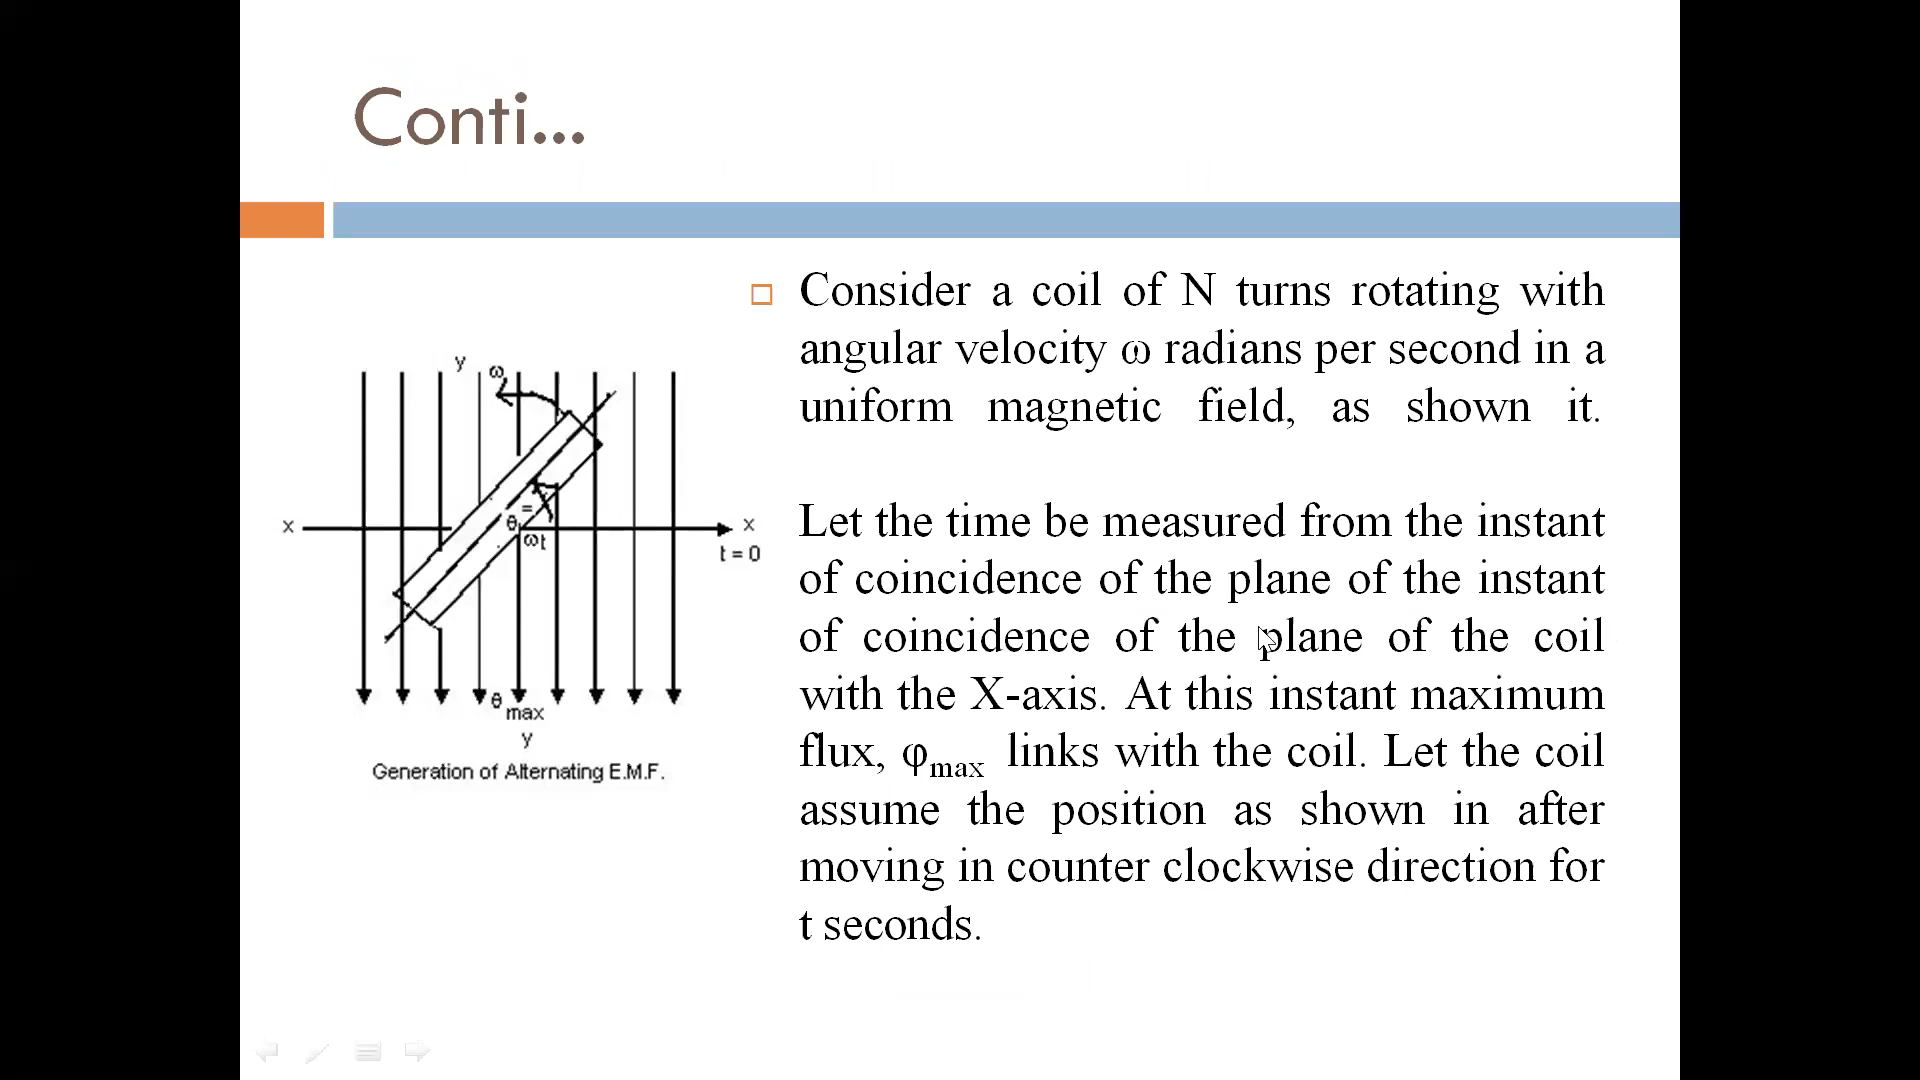 Conti...
Consider a coil of N turns rotating with
angular velocity ω radians per second in a
uniform magnetic field, as shown it.
Let the time be measured from the instant
of coincidence of the plane of the instant
of coincidence of the plane of the coil
with the X-axis. At this instant maximum
flux, φmax links with the coil. Let the coil
assume the position as shown in after
moving in counter clockwise direction for
t seconds.
y
ω
x
θ =
ωt
x
t = 0
θ max
y
Generation of Alternating E.M.F.